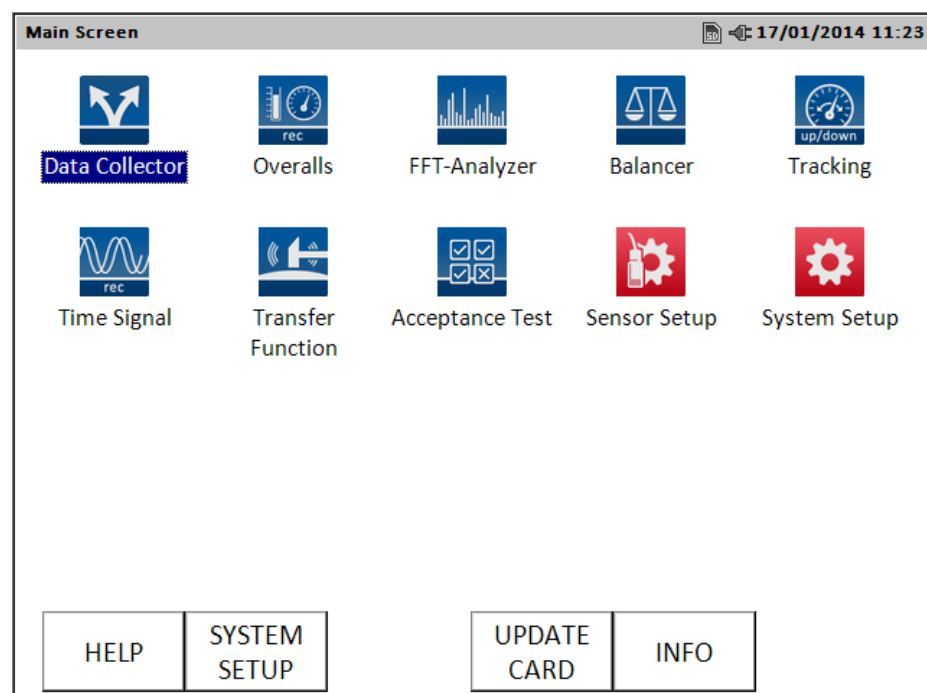 Main Screen
SD
17/01/2014 11:23
rec
up/down
Data Collector
Overalls
FFT-Analyzer
Balancer
Tracking
rec
Time Signal
Transfer
Function
Acceptance Test
Sensor Setup
System Setup
HELP
SYSTEM
SETUP
UPDATE
CARD
INFO